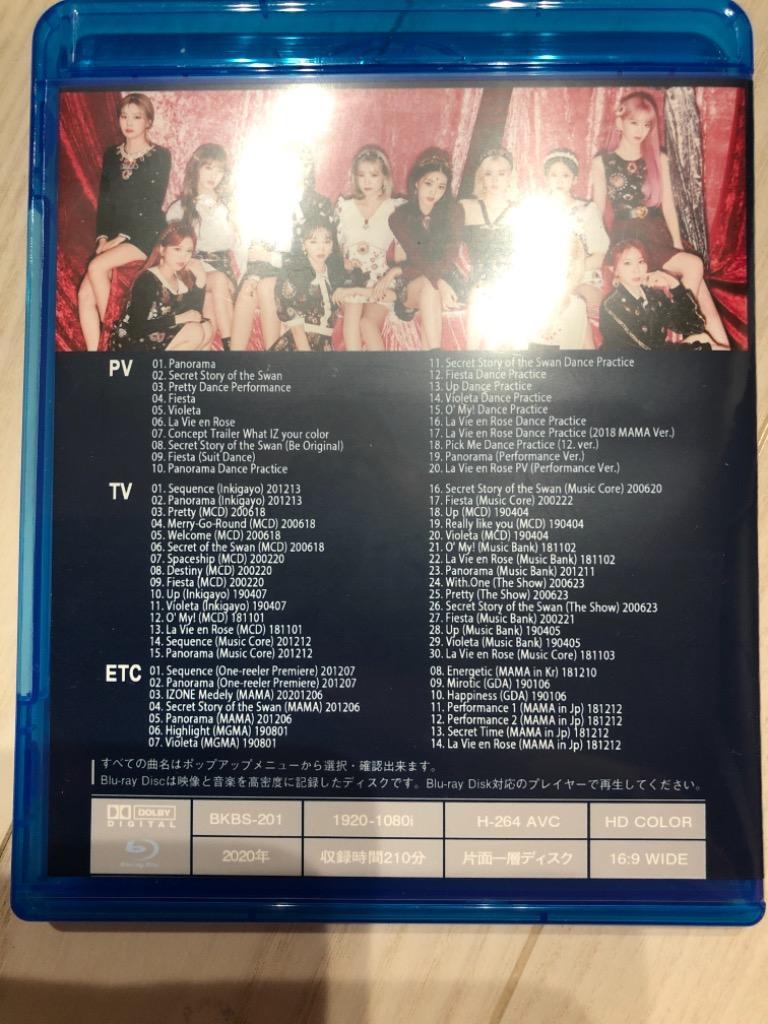 PV
01. Panorama
02. Secret Story of the Swan
03. Pretty Dance Performance
04. Fiesta
05. Violeta
06. La Vie en Rose
07. Concept Trailer What IZ your color
08. Secret Story of the Swan (Be Original)
09. Fiesta (Suit Dance)
10. Panorama Dance Practice
11. Secret Story of the Swan Dance Practice
12. Fiesta Dance Practice
13. Up Dance Practice
14. Violeta Dance Practice
15. O' My! Dance Practice
16. La Vie en Rose Dance Practice
17. La Vie en Rose Dance Practice (2018 MAMA Ver.)
18. Pick Me Dance Practice (12. ver.)
19. Panorama (Performance Ver.)
20. La Vie en Rose PV (Performance Ver.)
TV
01. Sequence (Inkigayo) 201213
02. Panorama (Inkigayo) 201213
03. Pretty (MCD) 200618
04. Merry-Go-Round (MCD) 200618
05. Welcome (MCD) 200618
06. Secret of the Swan (MCD) 200618
07. Spaceship (MCD) 200220
08. Destiny (MCD) 200220
09. Fiesta (MCD) 200220
10. Up (Inkigayo) 190407
11. Violeta (Inkigayo) 190407
12. O' My! (MCD) 181101
13. La Vie en Rose (MCD) 181101
14. Sequence (Music Core) 201212
15. Panorama (Music Core) 201212
16. Secret Story of the Swan (Music Core) 200620
17. Fiesta (Music Core) 200222
18. Up (MCD) 190404
19. Really like you (MCD) 190404
20. Violeta (MCD) 190404
21. O' My! (Music Bank) 181102
22. La Vie en Rose (Music Bank) 181102
23. Panorama (Music Bank) 201211
24. With.One (The Show) 200623
25. Pretty (The Show) 200623
26. Secret Story of the Swan (The Show) 200623
27. Fiesta (Music Bank) 200221
28. Up (Music Bank) 190405
29. Violeta (Music Bank) 190405
30. La Vie en Rose (Music Core) 181103
ETC
01. Sequence (One-reeler Premiere) 201207
02. Panorama (One-reeler Premiere) 201207
03. IZONE Medely (MAMA) 20201206
04. Secret Story of the Swan (MAMA) 201206
05. Panorama (MAMA) 201206
06. Highlight (MGMA) 190801
07. Violeta (MGMA) 190801
08. Energetic (MAMA in Kr) 181210
09. Mirotic (GDA) 190106
10. Happiness (GDA) 190106
11. Performance 1 (MAMA in Jp) 181212
12. Performance 2 (MAMA in Jp) 181212
13. Secret Time (MAMA in Jp) 181212
14. La Vie en Rose (MAMA in Jp) 181212
すべての曲名はポップアップメニューから選択・確認出来ます。
Blu-ray Discは映像と音楽を高密度に記録したディスクです。Blu-ray Disk対応のプレイヤーで再生してください。
DOLBY
DIGITAL
BKBS-201
1920-1080i
H-264 AVC
HD COLOR
Blu-ray Disc
2020年
収録時間210分
片面一層ディスク
16:9 WIDE